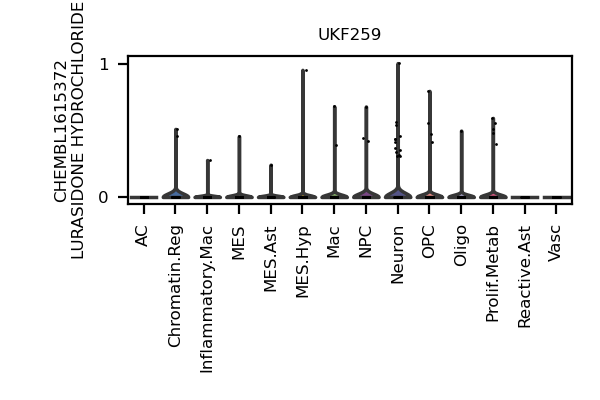 UKF259
CHEMBL1615372
LURASIDONE HYDROCHLORIDE
1
0
AC
Chromatin.Reg
Inflammatory.Mac
MES
MES.Ast
MES.Hyp
Mac
NPC
Neuron
OPC
Oligo
Prolif.Metab
Reactive.Ast
Vasc